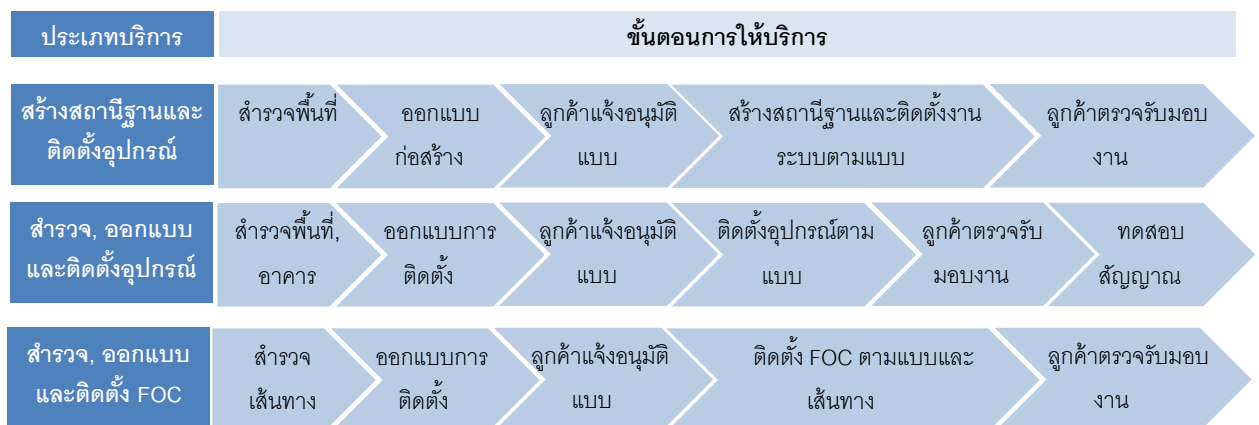 ประเภทบริการ
ขั้นตอนการให้บริการ
สร้างสถานีฐานและ
ติดตั้งอุปกรณ์
สำรวจพื้นที่
ออกแบบ
ก่อสร้าง
ลูกค้าแจ้งอนุมัติ
แบบ
สร้างสถานีฐานและติดตั้งงาน
ระบบตามแบบ
ลูกค้าตรวจรับมอบ
งาน
สำรวจ, ออกแบบ
และติดตั้งอุปกรณ์
สำรวจพื้นที่,
อาคาร
ออกแบบการ
ติดตั้ง
ลูกค้าแจ้งอนุมัติ
แบบ
ติดตั้งอุปกรณ์ตาม
แบบ
ลูกค้าตรวจรับ
มอบงาน
ทดสอบ
สัญญาณ
สำรวจ, ออกแบบ
และติดตั้ง FOC
สำรวจ
เส้นทาง
ออกแบบการ
ติดตั้ง
ลูกค้าแจ้งอนุมัติ
แบบ
ติดตั้ง FOC ตามแบบและ
เส้นทาง
ลูกค้าตรวจรับมอบ
งาน